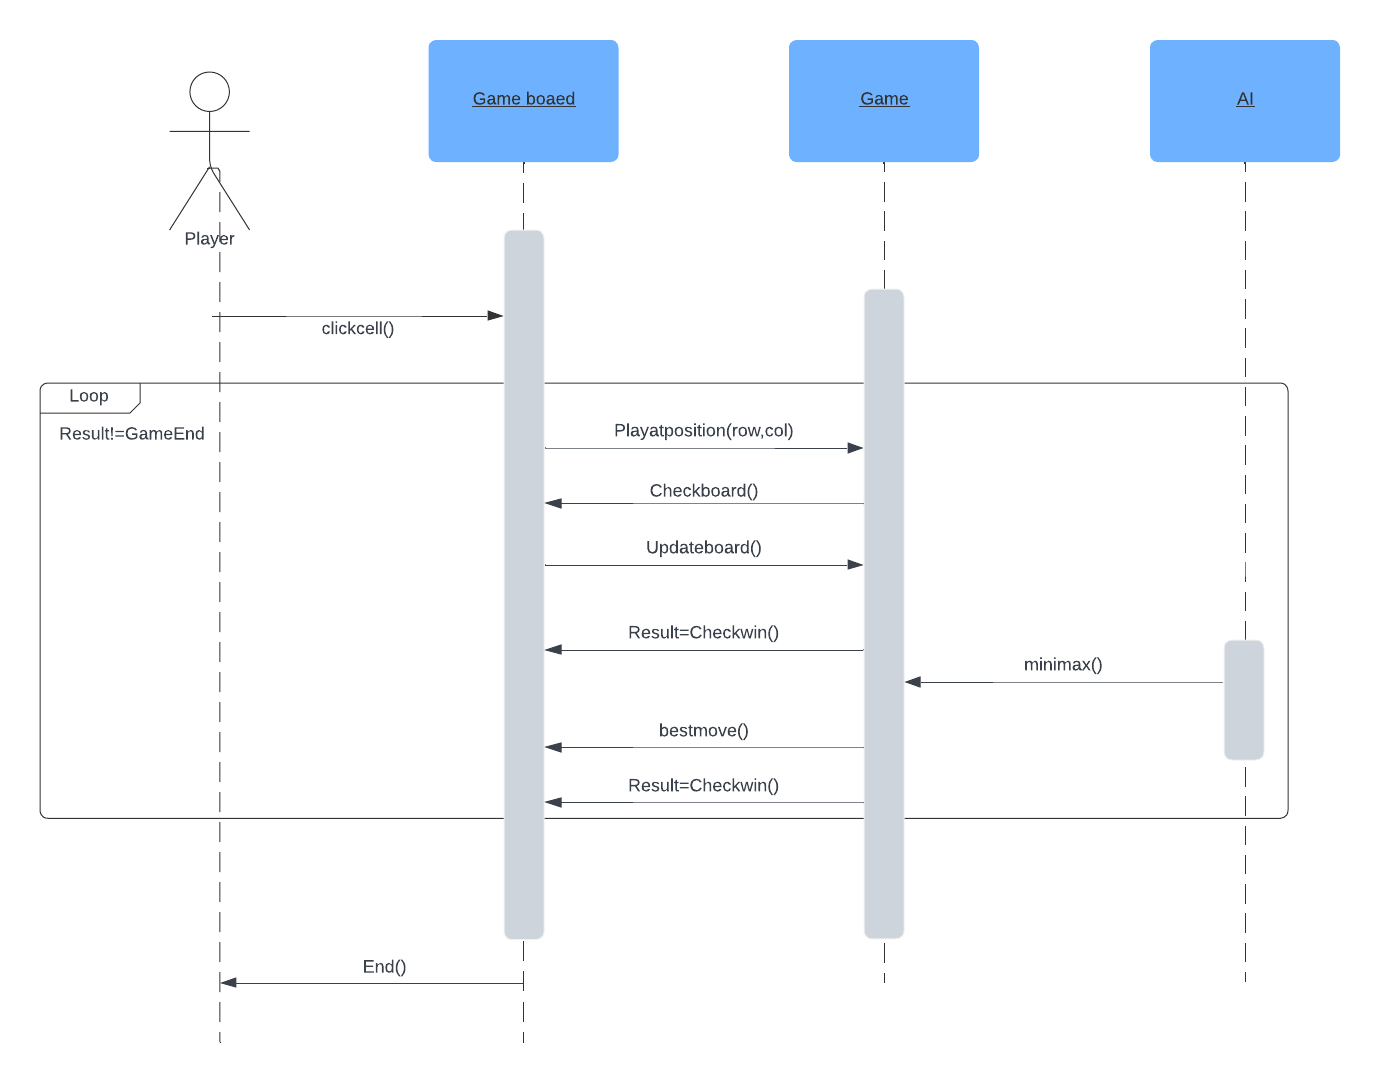 Game boaed
Game
AI
Player
clickcell()
Loop
Result!=GameEnd
Playatposition(row,col)
Checkboard()
Updateboard()
Result=Checkwin()
minimax()
bestmove()
Result=Checkwin()
End()